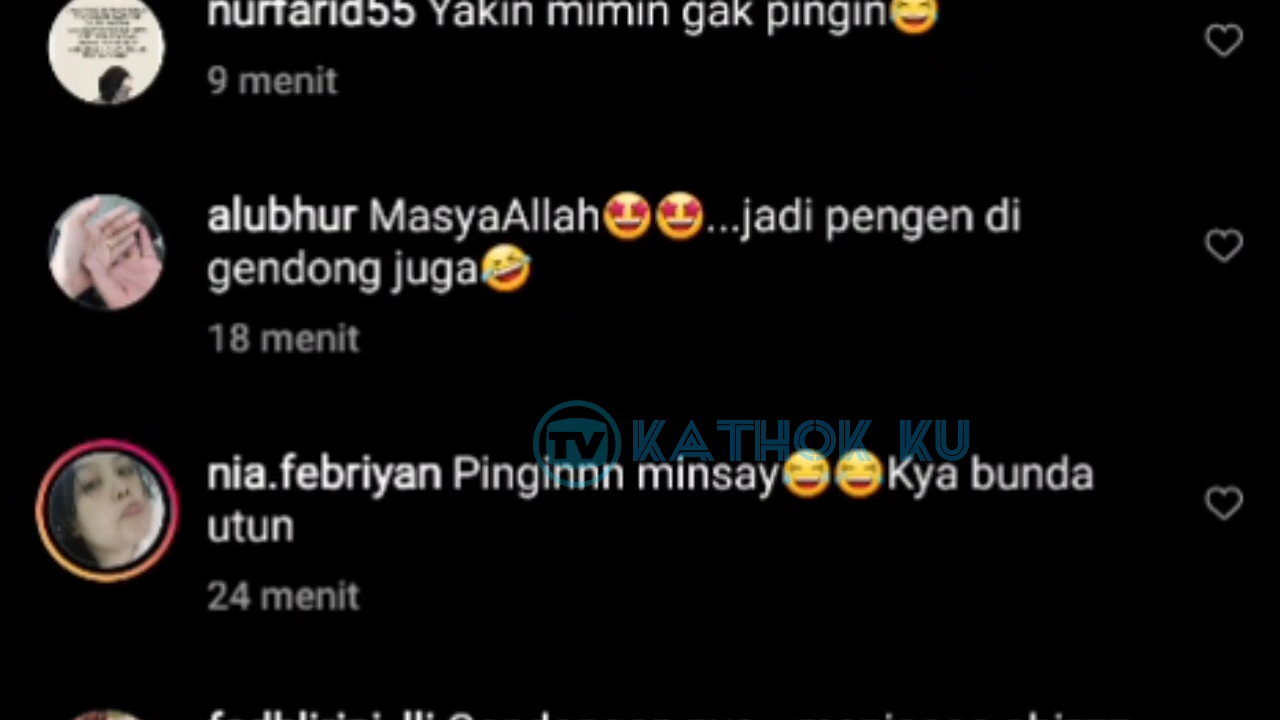 nurfarid55 Yakin mimin gak pingin😂
9 menit
alubhur MasyaAllah🤩🤩...jadi pengen di
gendong juga🤣
18 menit
TV KATHOK KU
nia.febriyan Pinginnn minsay😂😂Kya bunda
utun
24 menit